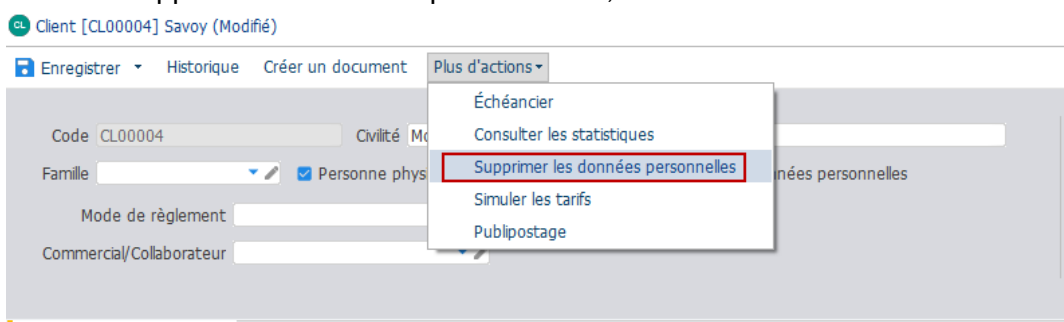 CL Client [CL00004] Savoy (Modifié)
Enregistrer Historique Créer un document Plus d'actions
Échéancier
Code CL00004 Civilité Mo Consulter les statistiques
Famille Personne phys Supprimer les données personnelles nées personnelles
Simuler les tarifs
Mode de règlement
Publipostage
Commercial/Collaborateur